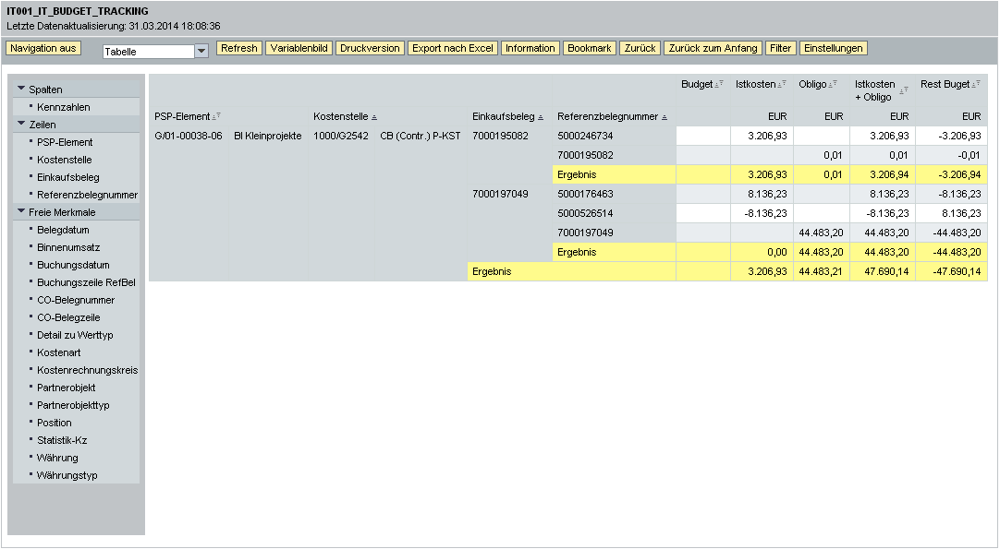 IT001_IT_BUDGET_TRACKING
Letzte Datenaktualisierung: 31.03.2014 18:08:36
Navigation aus Tabelle Refresh Variablenbild Druckversion Export nach Excel Information Bookmark Zurück Zurück zum Anfang Filter Einstellungen
Spalten
Kennzahlen
Zeilen
PSP-Element
Kostenstelle
Einkaufsbeleg
Referenzbelegnummer
Freie Merkmale
Belegdatum
Binnenumsatz
Buchungsdatum
Buchungszeile RefBel
CO-Belegnummer
CO-Belegzeile
Detail zu Werttyp
Kostenart
Kostenrechnungskreis
Partnerobjekt
Partnerobjekttyp
Position
Statistik-Kz
Währung
Währungstyp
Budget Istkosten Obligo Istkosten Rest Buget
+ Obligo
PSP-Element Kostenstelle Einkaufsbeleg Referenzbelegnummer EUR EUR EUR EUR
G/01-00038-06 BI Kleinprojekte 1000/G2542 CB (Contr.) P-KST 7000195082 5000246734 3.206,93 3.206,93 -3.206,93
7000195082 0,01 0,01 -0,01
Ergebnis 3.206,93 0,01 3.206,94 -3.206,94
7000197049 5000176463 8.136,23 8.136,23 -8.136,23
5000526514 -8.136,23 -8.136,23 8.136,23
7000197049 44.483,20 44.483,20 -44.483,20
Ergebnis 0,00 44.483,20 44.483,20 -44.483,20
Ergebnis 3.206,93 44.483,21 47.690,14 -47.690,14